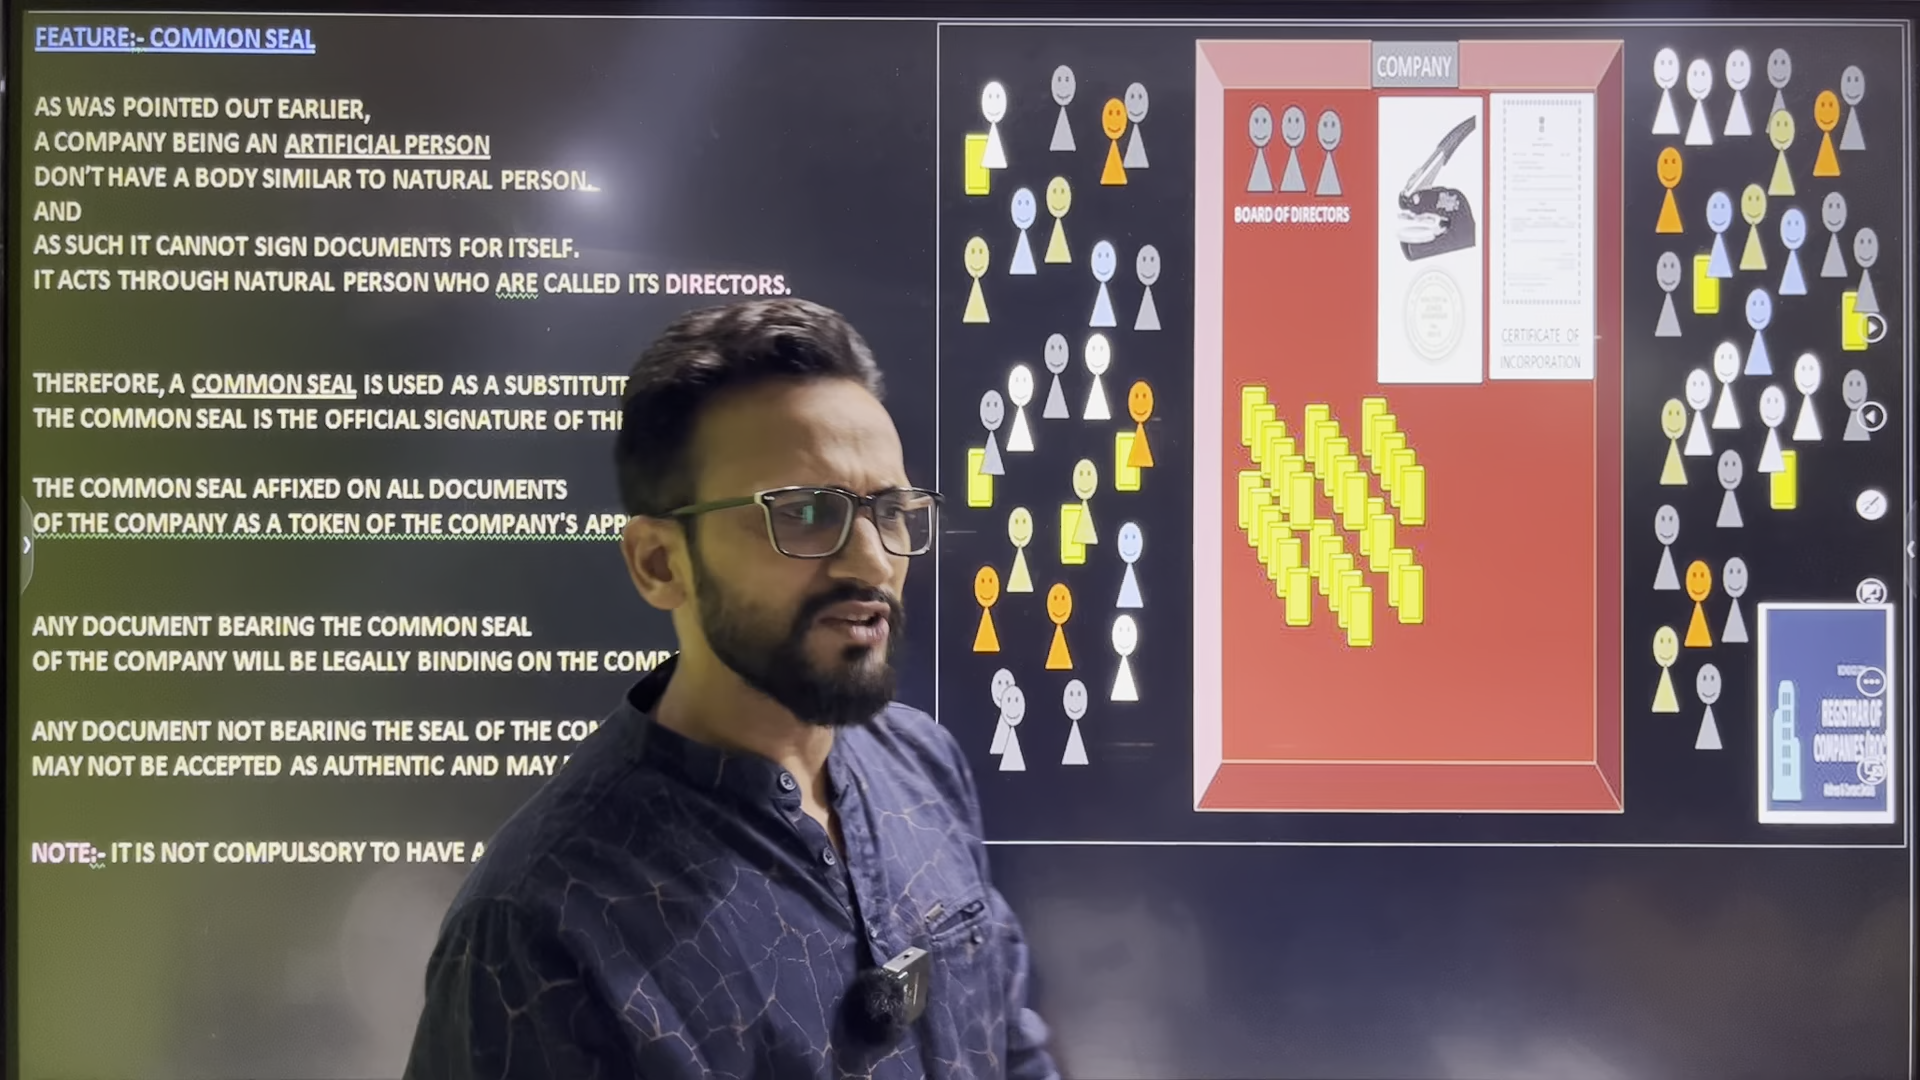 FEATURE:- COMMON SEAL
AS WAS POINTED OUT EARLIER,
A COMPANY BEING AN ARTIFICIAL PERSON
DON'T HAVE A BODY SIMILAR TO NATURAL PERSON.
AND
AS SUCH IT CANNOT SIGN DOCUMENTS FOR ITSELF.
IT ACTS THROUGH NATURAL PERSON WHO ARE CALLED ITS DIRECTORS.
THEREFORE, A COMMON SEAL IS USED AS A SUBSTITUTE
THE COMMON SEAL IS THE OFFICIAL SIGNATURE OF THE
THE COMMON SEAL AFFIXED ON ALL DOCUMENTS
OF THE COMPANY AS A TOKEN OF THE COMPANY'S APP
ANY DOCUMENT BEARING THE COMMON SEAL
OF THE COMPANY WILL BE LEGALLY BINDING ON THE COMP
ANY DOCUMENT NOT BEARING THE SEAL OF THE CO
MAY NOT BE ACCEPTED AS AUTHENTIC AND MAY
NOTE:- IT IS NOT COMPULSORY TO HAVE A
COMPANY
BOARD OF DIRECTORS
CERTIFICATE OF
INCORPORATION
REGISTRAR OF
COMPANIES (ROC